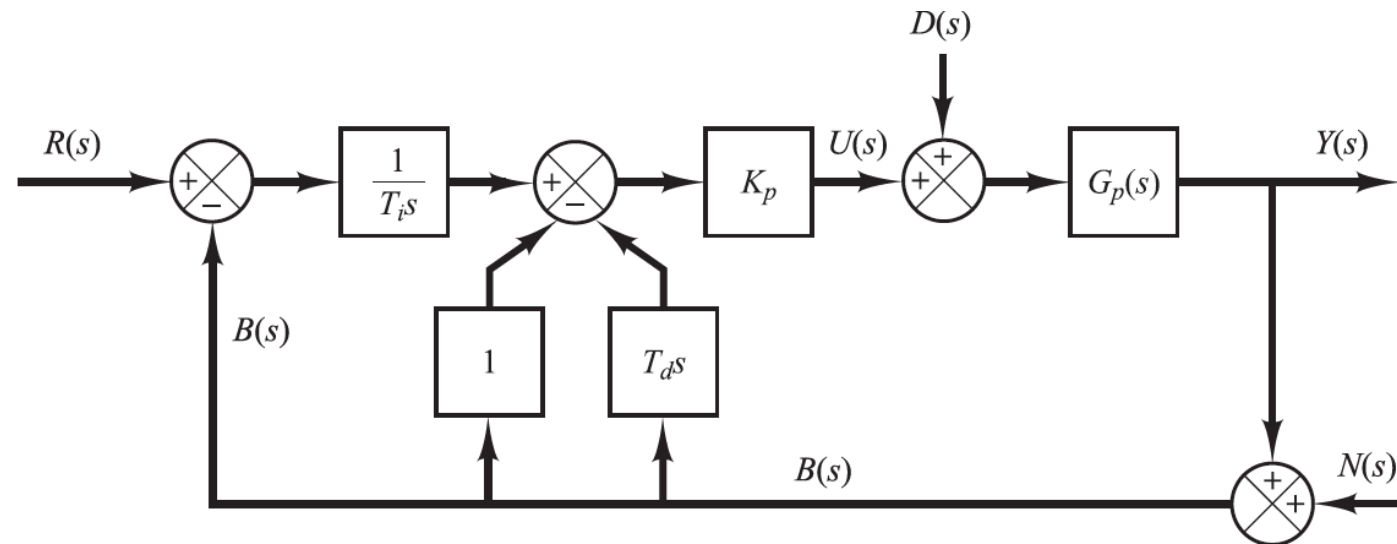 D(s)
R(s)
+
−
1
T_i s
+
−
K_p
U(s)
+
+
G_p(s)
Y(s)
B(s)
1
T_d s
B(s)
+
+
N(s)